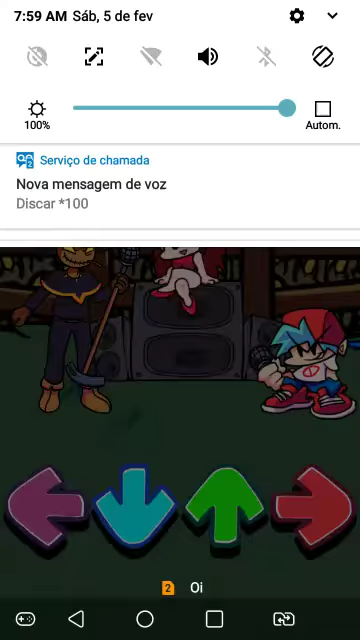 7:59 AM Sáb, 5 de fev
100%
Autom.
Serviço de chamada
Nova mensagem de voz
Discar *100
2 Oi